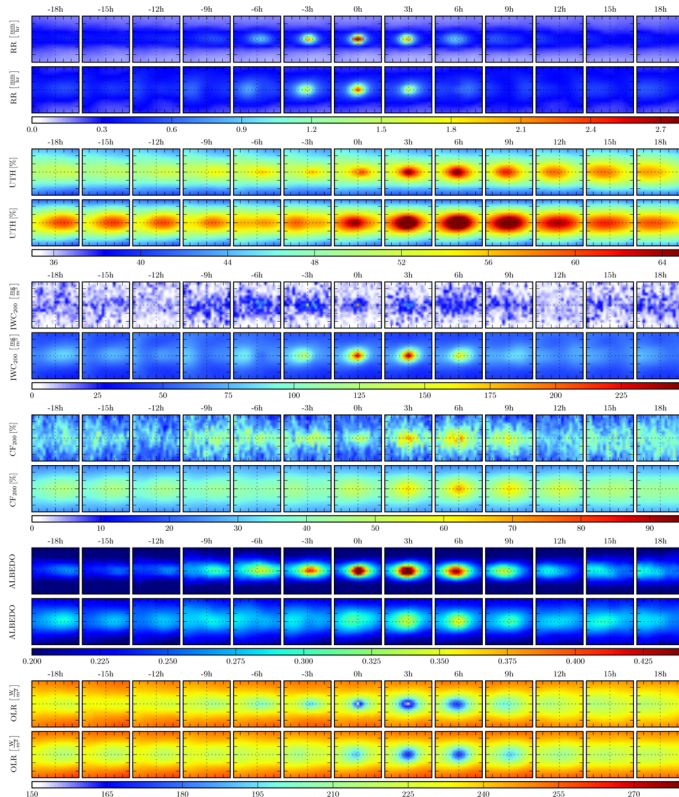 -18h -15h -12h -9h -6h -3h 0h 3h 6h 9h 12h 15h 18h
RR [mm/hr]
RR [mm/hr]
0.0 0.3 0.6 0.9 1.2 1.5 1.8 2.1 2.4 2.7
-18h -15h -12h -9h -6h -3h 0h 3h 6h 9h 12h 15h 18h
UTH [%]
UTH [%]
36 40 44 48 52 56 60 64
-18h -15h -12h -9h -6h -3h 0h 3h 6h 9h 12h 15h 18h
IWC200 [mg/m³]
IWC200 [mg/m³]
0 25 50 75 100 125 150 175 200 225
-18h -15h -12h -9h -6h -3h 0h 3h 6h 9h 12h 15h 18h
CF200 [%]
CF200 [%]
0 10 20 30 40 50 60 70 80 90
-18h -15h -12h -9h -6h -3h 0h 3h 6h 9h 12h 15h 18h
ALBEDO
ALBEDO
0.200 0.225 0.250 0.275 0.300 0.325 0.350 0.375 0.400 0.425
-18h -15h -12h -9h -6h -3h 0h 3h 6h 9h 12h 15h 18h
OLR [W/m²]
OLR [W/m²]
150 165 180 195 210 225 240 255 270